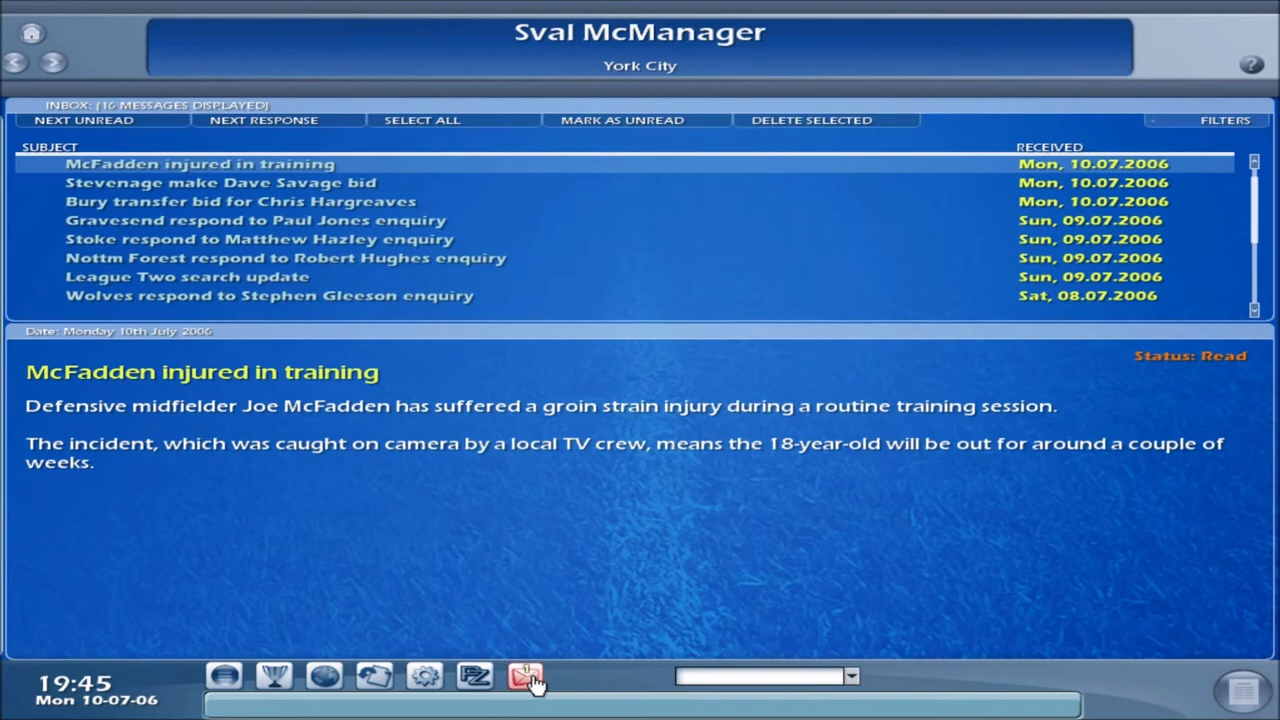 Sval McManager
York City
?
INBOX: (16 MESSAGES DISPLAYED)
NEXT UNREAD NEXT RESPONSE SELECT ALL MARK AS UNREAD DELETE SELECTED FILTERS
SUBJECT RECEIVED
McFadden injured in training Mon, 10.07.2006
Stevenage make Dave Savage bid Mon, 10.07.2006
Bury transfer bid for Chris Hargreaves Mon, 10.07.2006
Gravesend respond to Paul Jones enquiry Sun, 09.07.2006
Stoke respond to Matthew Hazley enquiry Sun, 09.07.2006
Nottm Forest respond to Robert Hughes enquiry Sun, 09.07.2006
League Two search update Sun, 09.07.2006
Wolves respond to Stephen Gleeson enquiry Sat, 08.07.2006
Date: Monday 10th July 2006
Status: Read
McFadden injured in training
Defensive midfielder Joe McFadden has suffered a groin strain injury during a routine training session.
The incident, which was caught on camera by a local TV crew, means the 18-year-old will be out for around a couple of
weeks.
19:45
Mon 10-07-06
FZ
1